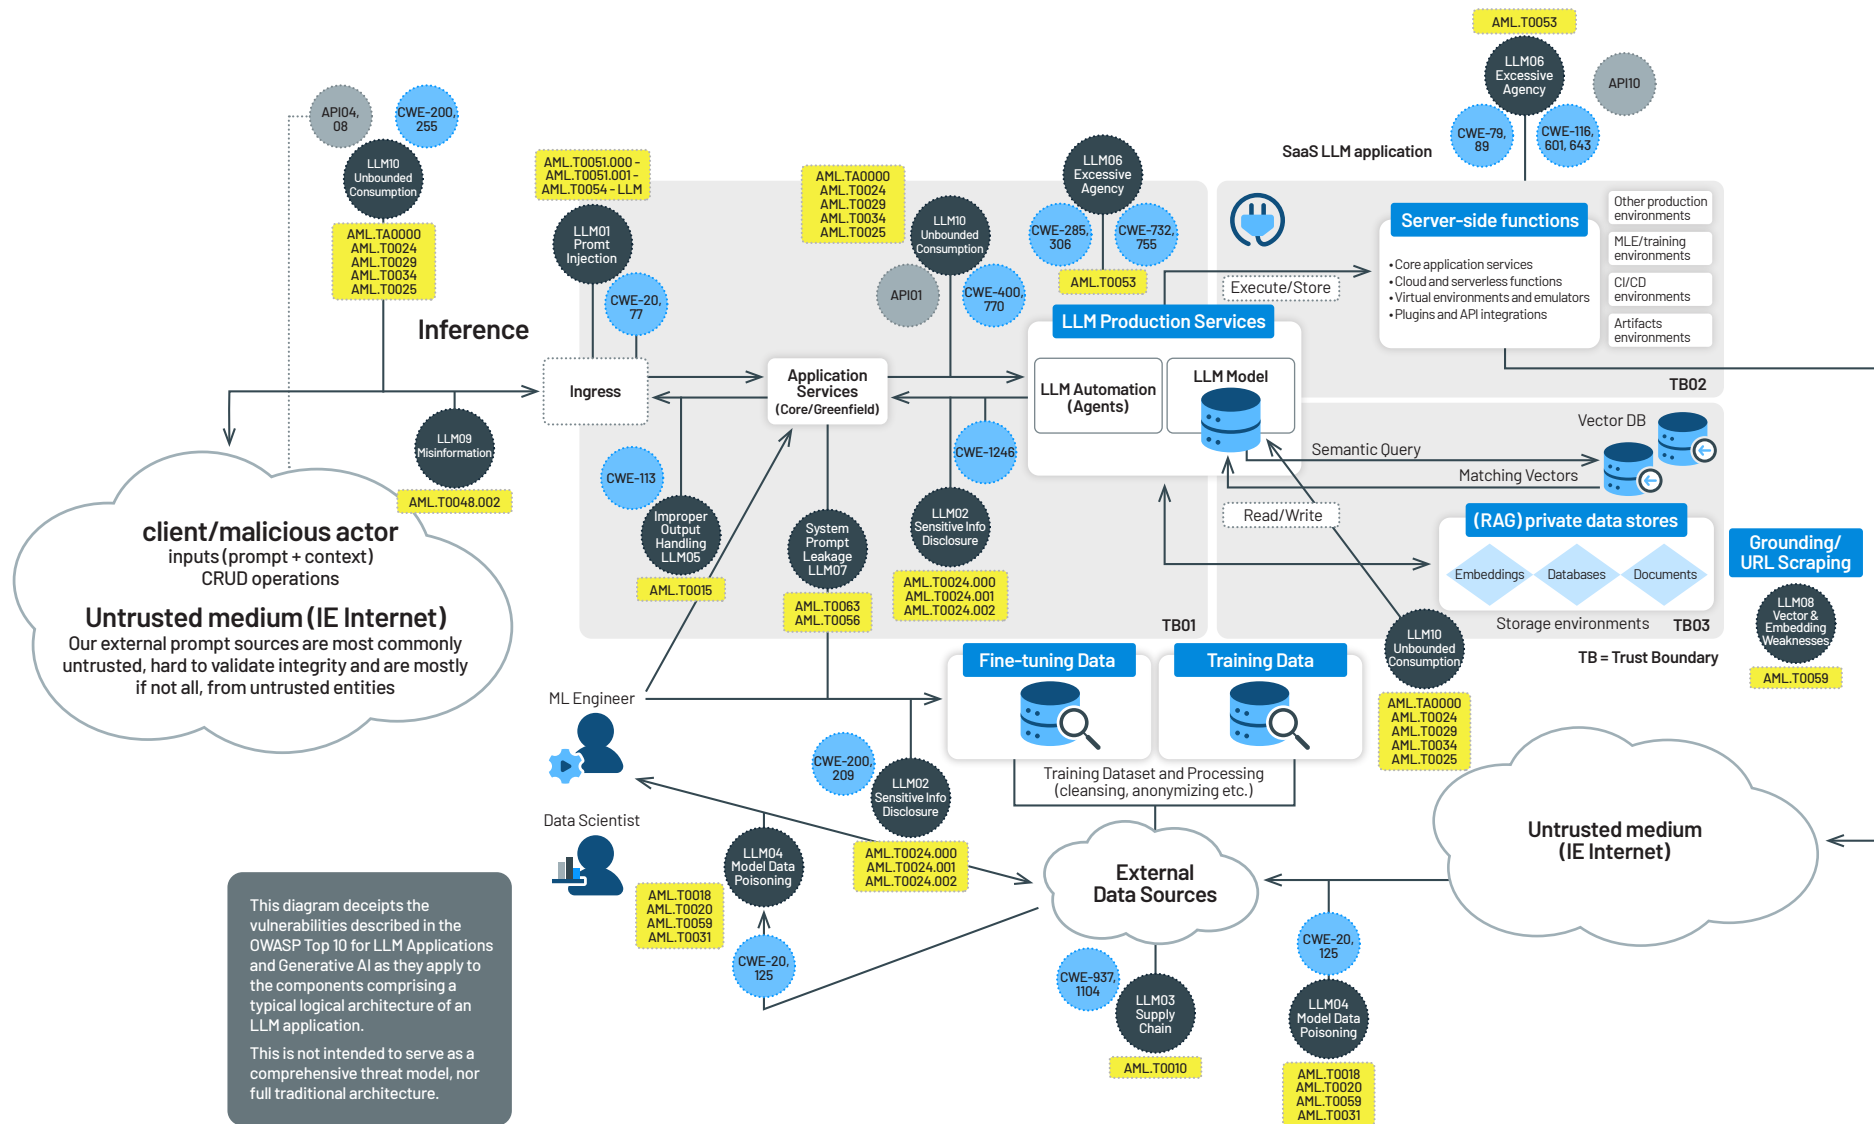 AML.T0053
LLM06
Excessive
Agency
API10
CWE-79,
89
CWE-116,
601, 643
SaaS LLM application
API04,
08
CWE-200,
255
LLM10
Unbounded
Consumption
AML.TA0000
AML.T0024
AML.T0029
AML.T0034
AML.T0025
Inference
AML.T0051.000 -
AML.T0051.001 -
AML.T0054 - LLM
LLM01
Promt
Injection
CWE-20,
77
AML.TA0000
AML.T0024
AML.T0029
AML.T0034
AML.T0025
LLM10
Unbounded
Consumption
API01
CWE-400,
770
LLM06
Excessive
Agency
CWE-285,
306
CWE-732,
755
AML.T0053
Execute/Store
Server-side functions
•Core application services
•Cloud and serverless functions
•Virtual environments and emulators
•Plugins and API integrations
Other production
environments
MLE/training
environments
CI/CD
environments
Artifacts
environments
TB02
LLM Production Services
LLM Automation
(Agents)
LLM Model
Ingress
Application
Services
(Core/Greenfield)
LLM09
Misinformation
AML.T0048.002
CWE-113
Improper
Output
Handling
LLM05
AML.T0015
System
Prompt
Leakage
LLM07
AML.T0063
AML.T0056
CWE-1246
LLM02
Sensitive Info
Disclosure
AML.T0024.000
AML.T0024.001
AML.T0024.002
TB01
Vector DB
Semantic Query
Matching Vectors
Read/Write
(RAG) private data stores
Embeddings
Databases
Documents
Storage environments
TB03
TB = Trust Boundary
Grounding/
URL Scraping
LLM08
Vector &
Embedding
Weaknesses
AML.T0059
client/malicious actor
inputs (prompt + context)
CRUD operations
Untrusted medium (IE Internet)
Our external prompt sources are most commonly
untrusted, hard to validate integrity and are mostly
if not all, from untrusted entities
LLM10
Unbounded
Consumption
AML.TA0000
AML.T0024
AML.T0029
AML.T0034
AML.T0025
Fine-tuning Data
Training Data
Training Dataset and Processing
(cleansing, anonymizing etc.)
ML Engineer
Data Scientist
CWE-200,
209
LLM02
Sensitive Info
Disclosure
AML.T0024.000
AML.T0024.001
AML.T0024.002
LLM04
Model Data
Poisoning
AML.T0018
AML.T0020
AML.T0059
AML.T0031
CWE-20,
125
External
Data Sources
CWE-937,
1104
LLM03
Supply
Chain
AML.T0010
Untrusted medium
(IE Internet)
CWE-20,
125
LLM04
Model Data
Poisoning
AML.T0018
AML.T0020
AML.T0059
AML.T0031
This diagram deceipts the
vulnerabilities described in the
OWASP Top 10 for LLM Applications
and Generative AI as they apply to
the components comprising a
typical logical architecture of an
LLM application.
This is not intended to serve as a
comprehensive threat model, nor
full traditional architecture.